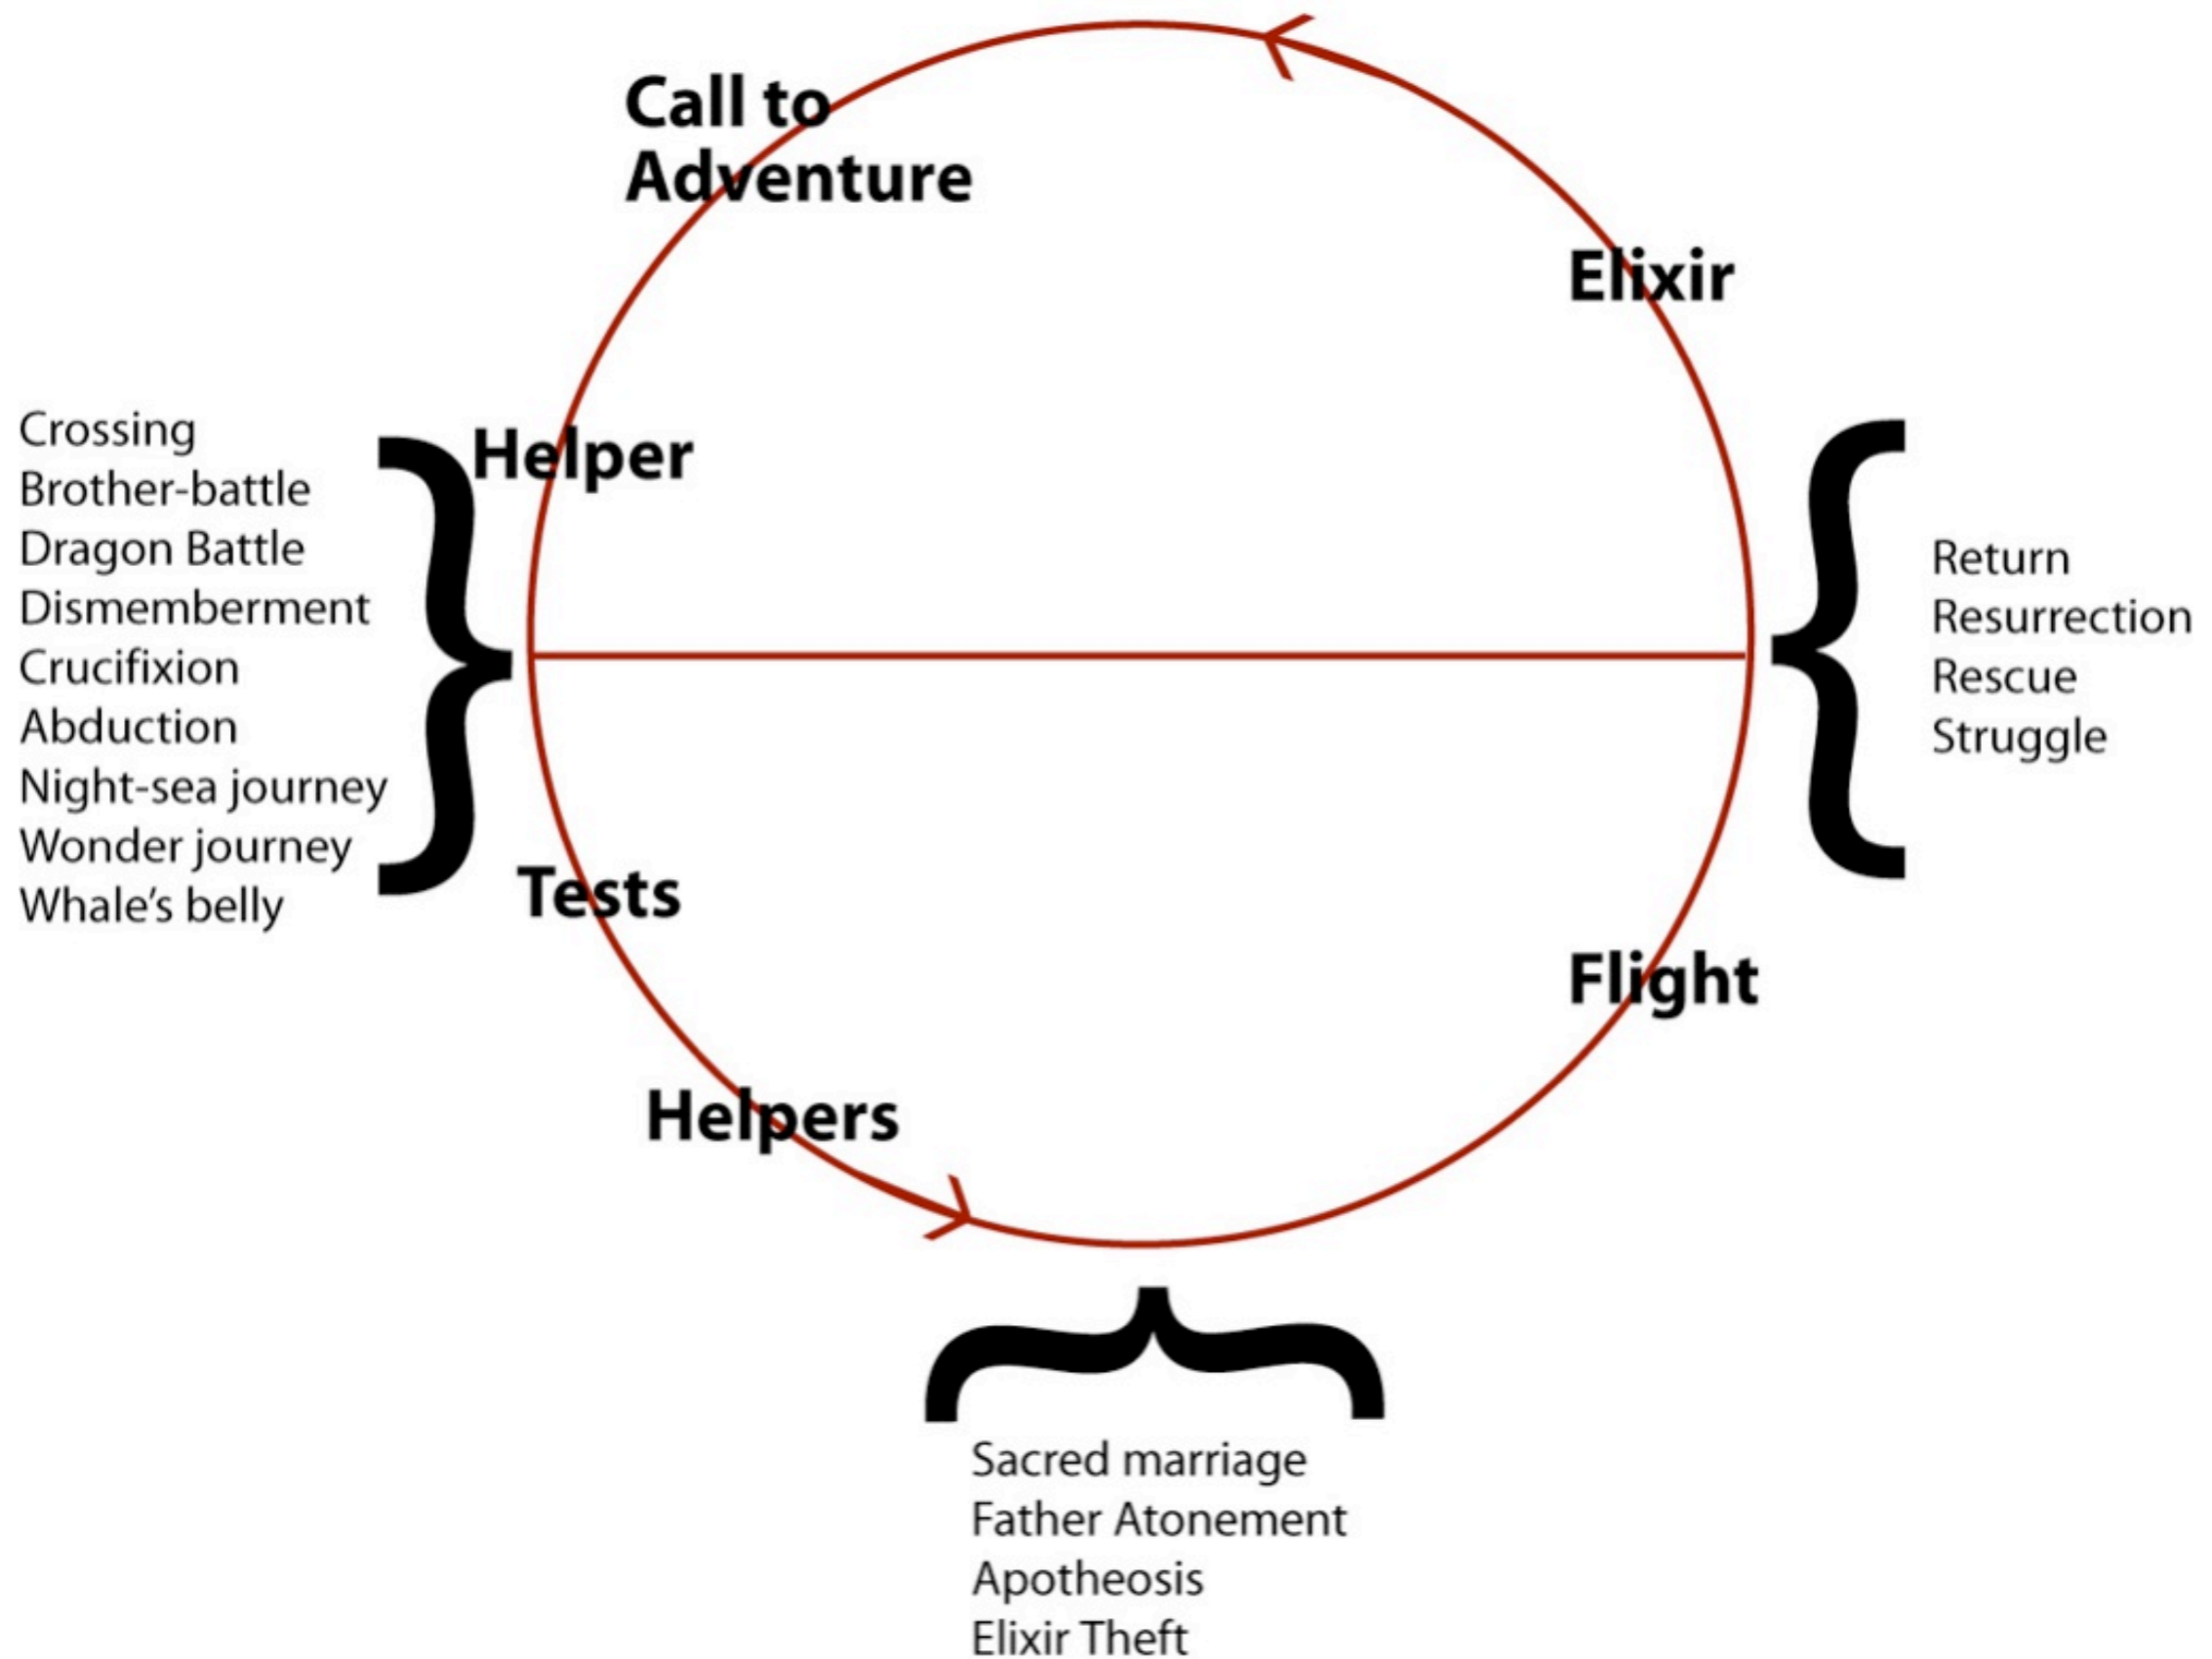 Call to
Adventure
Elixir
Helper
Crossing
Brother-battle
Dragon Battle
Dismemberment
Crucifixion
Abduction
Night-sea journey
Wonder journey
Whale's belly
Return
Resurrection
Rescue
Struggle
Tests
Flight
Helpers
Sacred marriage
Father Atonement
Apotheosis
Elixir Theft